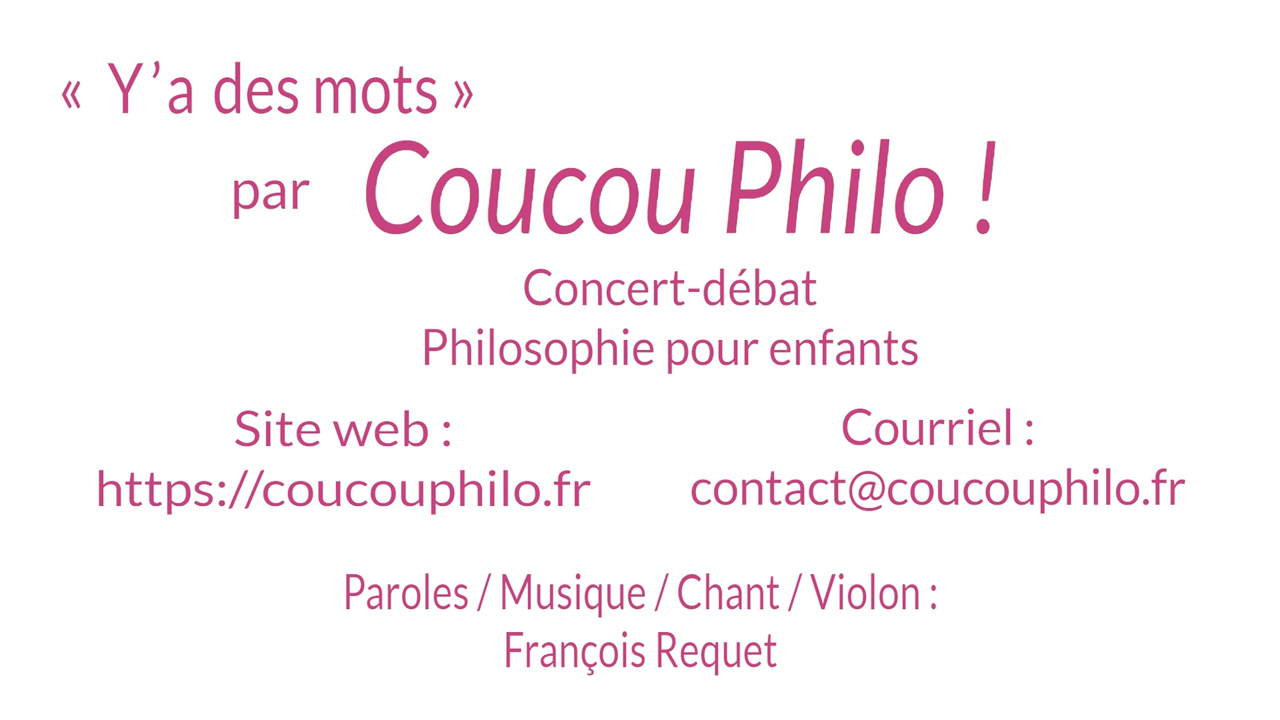 « Y’a des mots »
par Coucou Philo !
Concert-débat
Philosophie pour enfants
Site web :
https://coucouphilo.fr
Courriel :
contact@coucouphilo.fr
Paroles / Musique / Chant / Violon :
François Requet